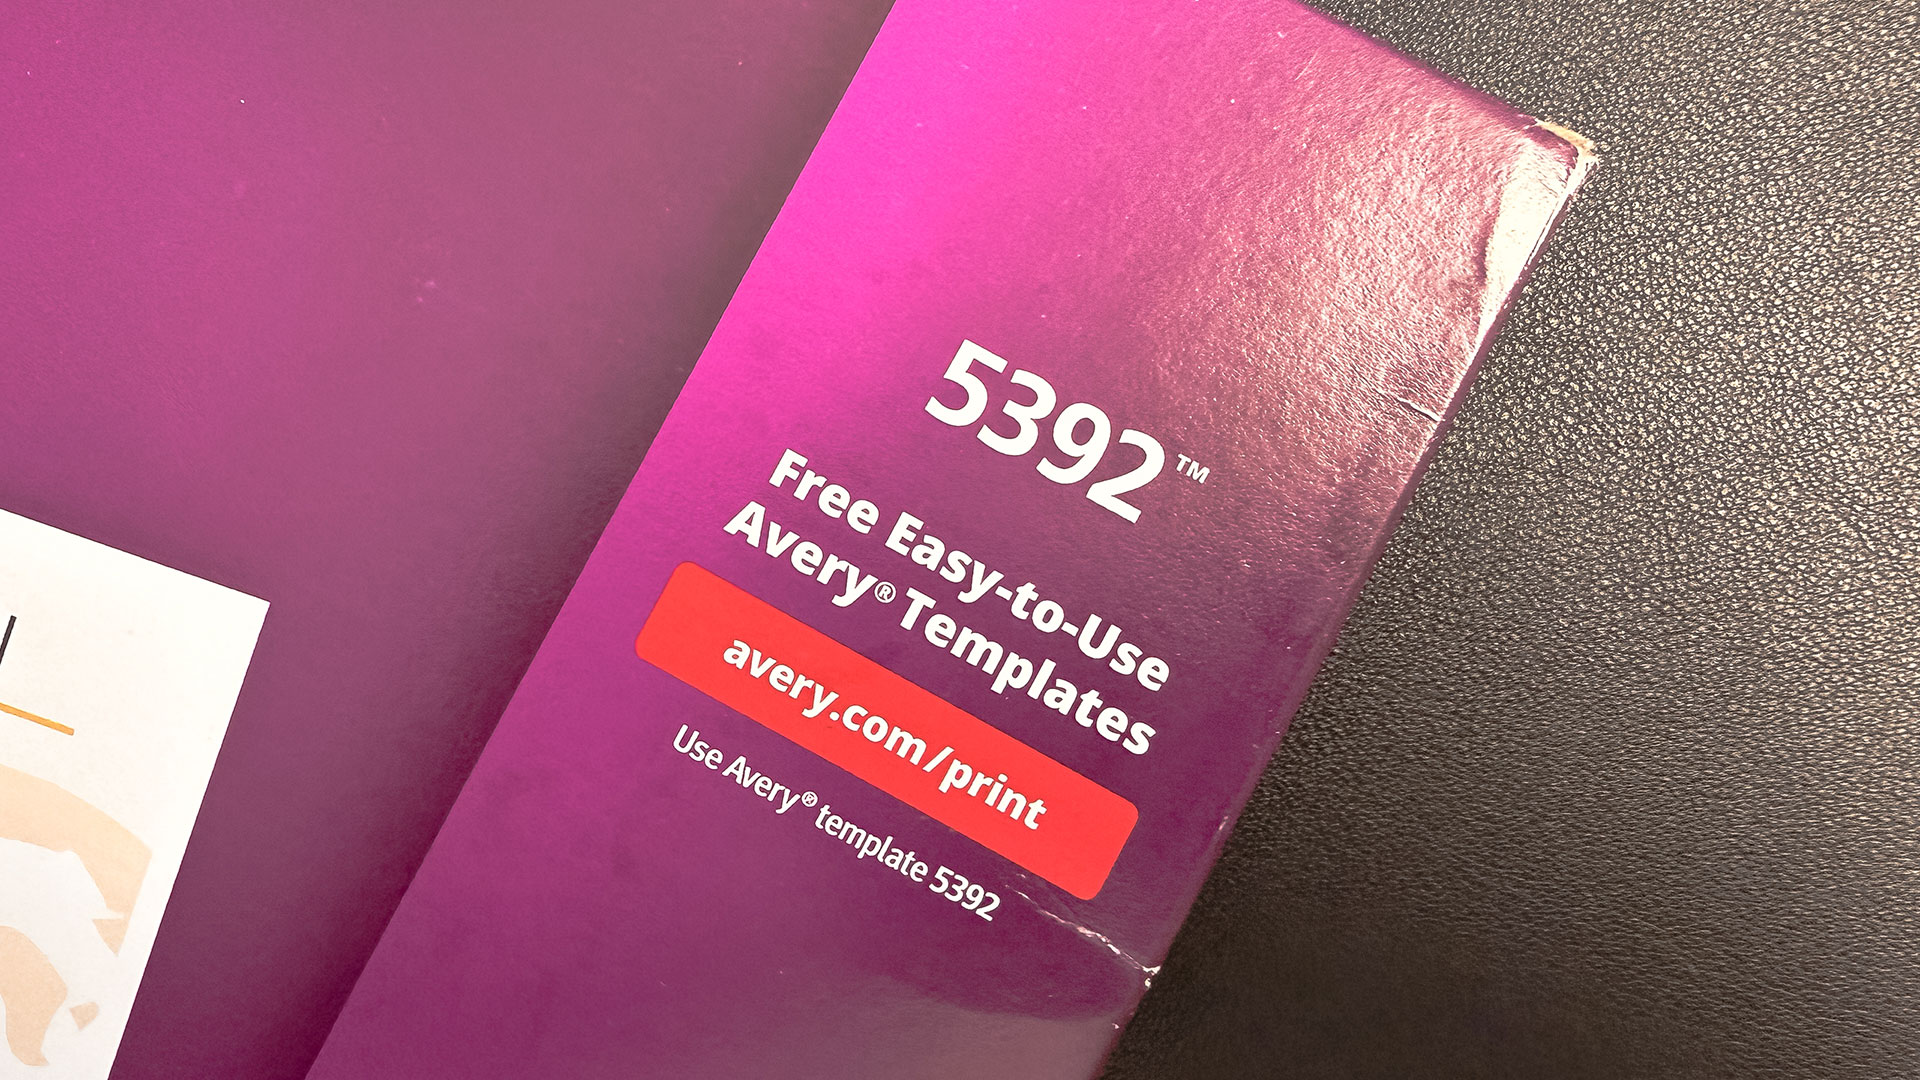 5392™
Free Easy-to-Use
Avery® Templates
avery.com/print
Use Avery® template 5392